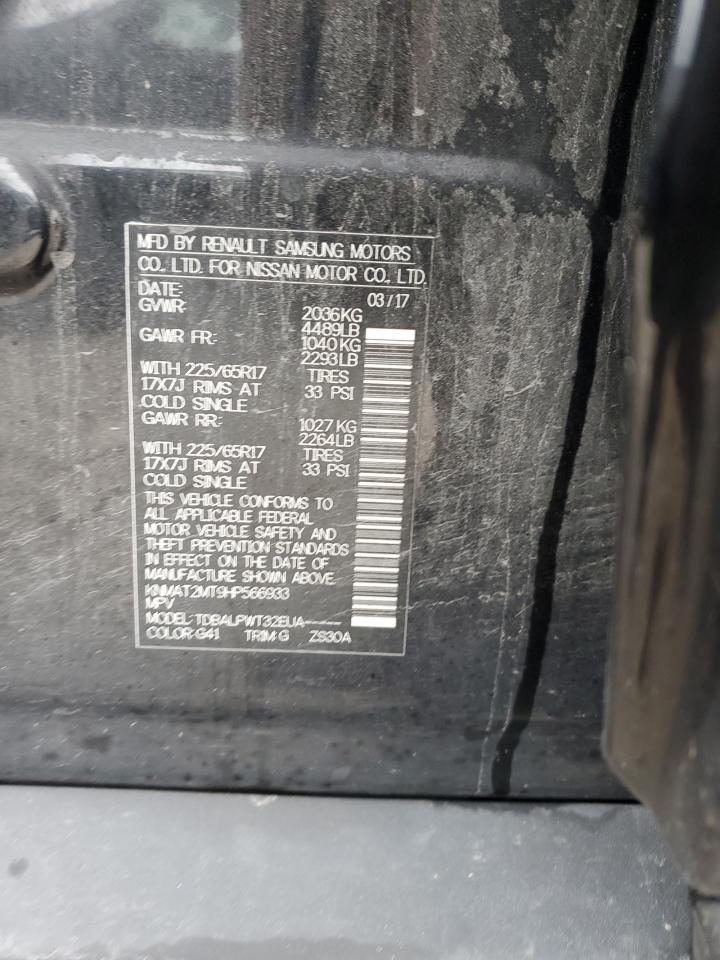 MFD BY RENAULT SAMSUNG MOTORS
CO., LTD. FOR NISSAN MOTOR CO., LTD.
DATE: 03/17
GVWR: 2036KG
4489LB
GAWR FR: 1040KG
2293LB
WITH 225/65R17 TIRES
17X7J RIMS AT 33 PSI
COLD SINGLE
GAWR RR: 1027KG
2264LB
WITH 225/65R17 TIRES
17X7J RIMS AT 33 PSI
COLD SINGLE
THIS VEHICLE CONFORMS TO
ALL APPLICABLE FEDERAL
MOTOR VEHICLE SAFETY AND
THEFT PREVENTION STANDARDS
IN EFFECT ON THE DATE OF
MANUFACTURE SHOWN ABOVE.
KNMAT2MT9HP566933
MPV
MODEL: TDBALPWT32EUA-----
COLOR: G41 TRIM: G ZS30A